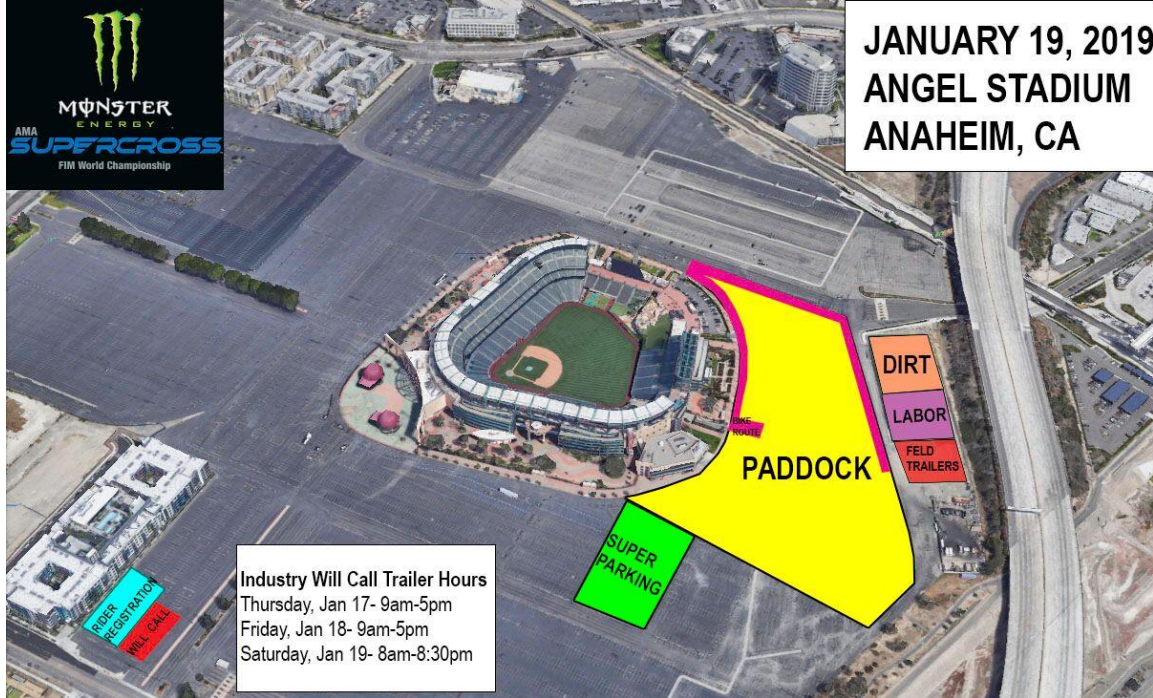 MONSTER
ENERGY
AMA
SUPERCROSS
FIM World Championship
JANUARY 19, 2019
ANGEL STADIUM
ANAHEIM, CA
DIRT
LABOR
FELD
TRAILERS
BIKE
ROUTE
PADDOCK
SUPER
PARKING
RIDER
REGISTRATION
WILL CALL
Industry Will Call Trailer Hours
Thursday, Jan 17- 9am-5pm
Friday, Jan 18- 9am-5pm
Saturday, Jan 19- 8am-8:30pm